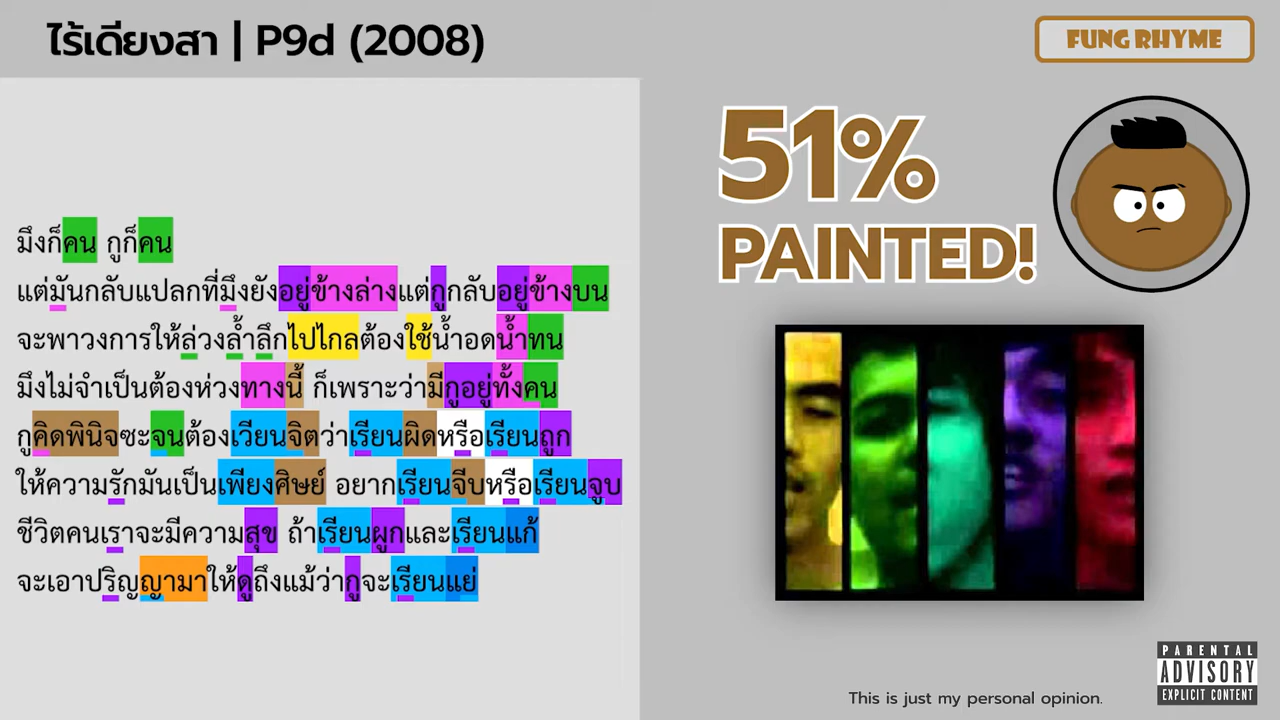 ไร้เดียงสา | P9d (2008)
FUNG RHYME
51%
PAINTED!
มึงก็คน กูก็คน
แต่มันกลับแปลกที่มึงยังอยู่ข้างล่างแต่กูกลับอยู่ข้างบน
จะพาวงการให้ล่วงล้ำลึกไปไกลต้องใช้น้ำอดน้ำทน
มึงไม่จำเป็นต้องห่วงทางนี้ ก็เพราะว่ามีกูอยู่ทั้งคน
กูคิดพินิจซะจนต้องเวียนจิตว่าเรียนผิดหรือเรียนถูก
ให้ความรักมันเป็นเพียงศิษย์ อยากเรียนจีบหรือเรียนจูบ
ชีวิตคนเราจะมีความสุข ถ้าเรียนผูกและเรียนแก้
จะเอาปริญญามาให้ดูถึงแม้ว่ากูจะเรียนแย่
This is just my personal opinion.
PARENTAL
ADVISORY
EXPLICIT CONTENT